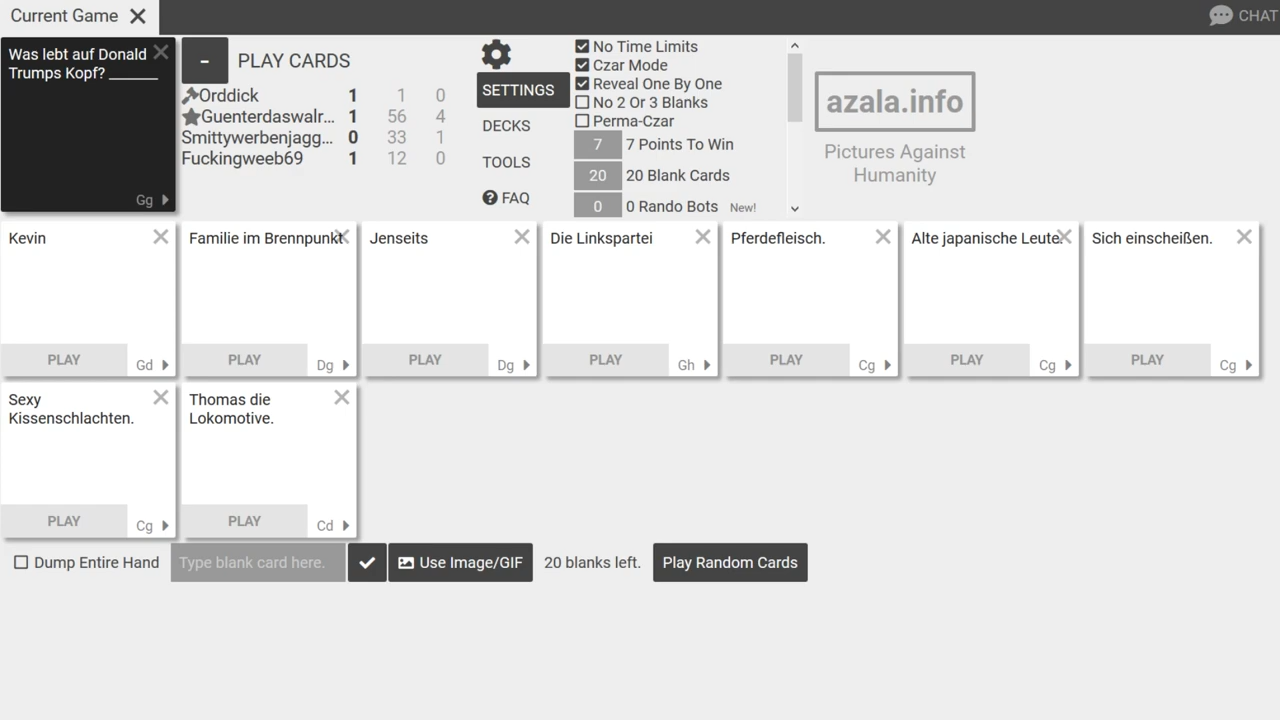 Current Game
CHAT
Was lebt auf Donald
Trumps Kopf? ______
Gg
-
PLAY CARDS
Orddick 1 1 0
Guenterdaswalr... 1 56 4
Smittywerbenjagg... 0 33 1
Fuckingweeb69 1 12 0
SETTINGS
DECKS
TOOLS
FAQ
No Time Limits
Czar Mode
Reveal One By One
No 2 Or 3 Blanks
Perma-Czar
7 7 Points To Win
20 20 Blank Cards
0 0 Rando Bots New!
azala.info
Pictures Against
Humanity
Kevin
PLAY Gd
Familie im Brennpunkt
PLAY Dg
Jenseits
PLAY Dg
Die Linkspartei
PLAY Gh
Pferdefleisch.
PLAY Cg
Alte japanische Leute.
PLAY Cg
Sich einscheißen.
PLAY Cg
Sexy
Kissenschlachten.
PLAY Cg
Thomas die
Lokomotive.
PLAY Cd
Dump Entire Hand Type blank card here. Use Image/GIF 20 blanks left. Play Random Cards